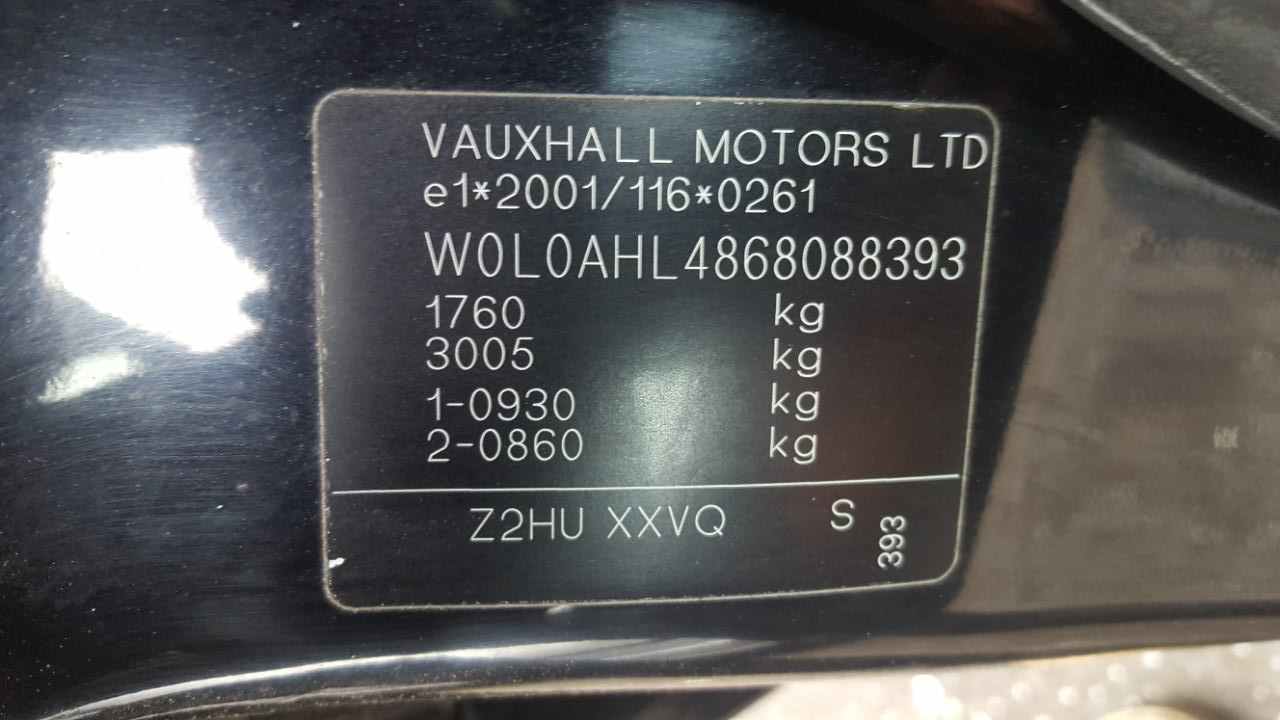 VAUXHALL MOTORS LTD
e1*2001/116*0261
W0L0AHL4868088393
1760 kg
3005 kg
1-0930 kg
2-0860 kg
Z2HU XXVQ S 393